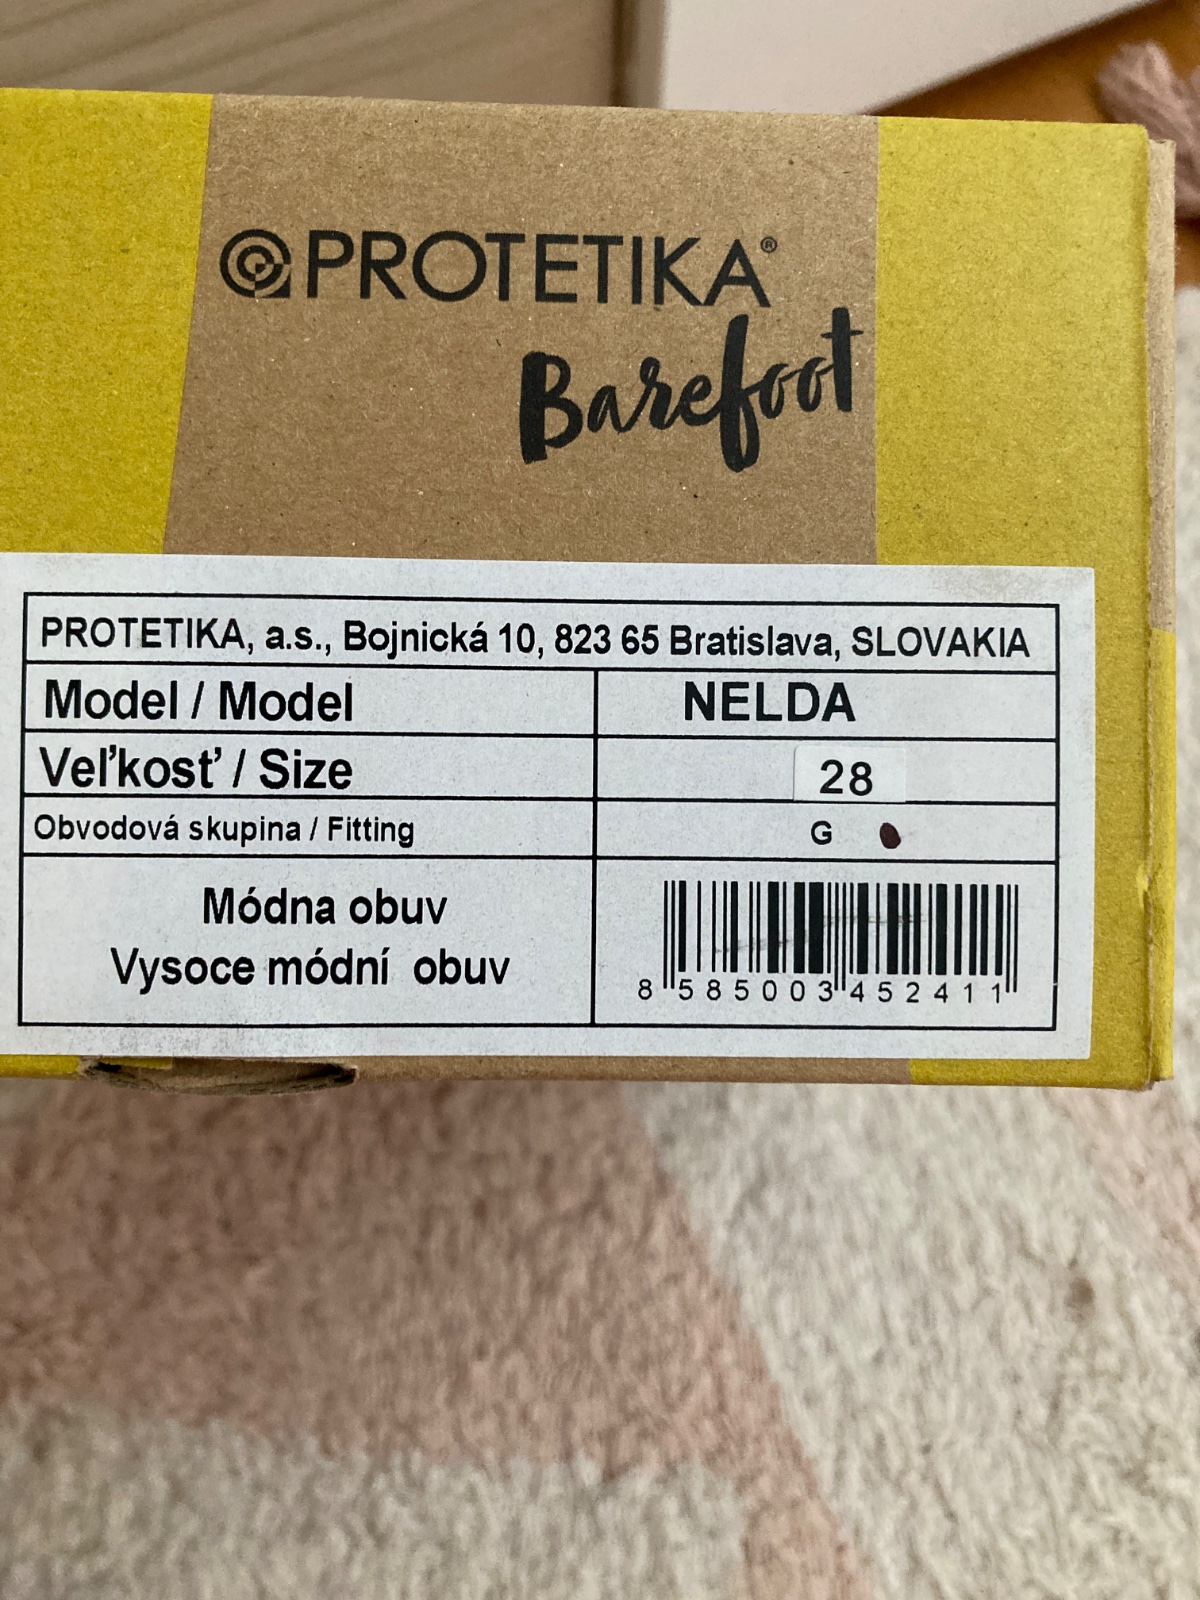 PROTETIKA®
Barefoot
PROTETIKA, a.s., Bojnická 10, 823 65 Bratislava, SLOVAKIA
Model / Model NELDA
Veľkosť / Size 28
Obvodová skupina / Fitting G
Módna obuv
Vysoce módní obuv
8 585003 452411